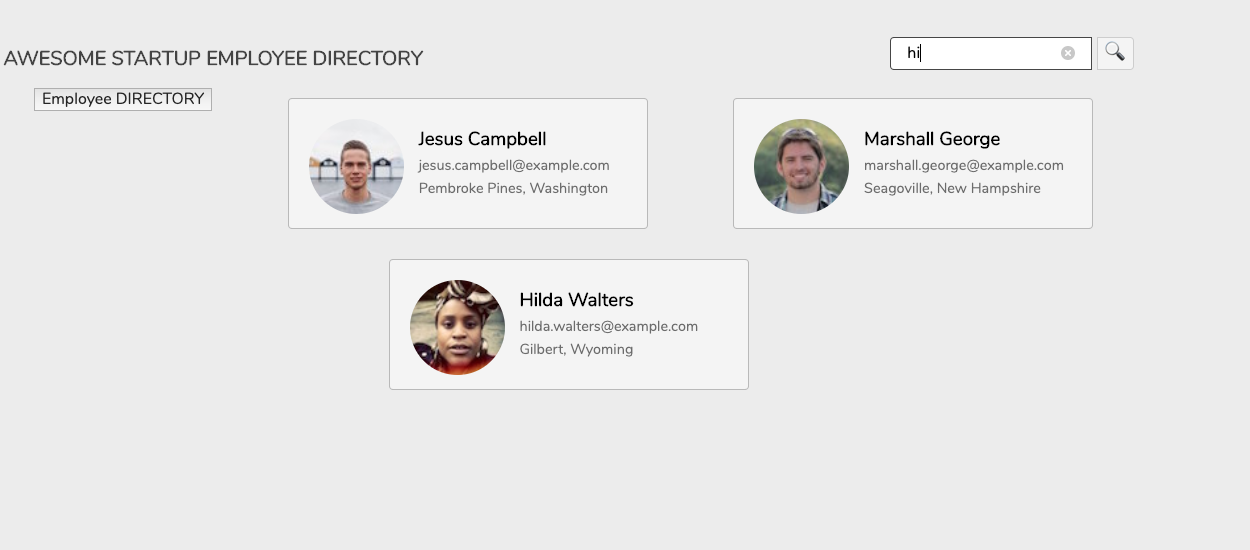 AWESOME STARTUP EMPLOYEE DIRECTORY
hi
Employee DIRECTORY
Jesus Campbell
jesus.campbell@example.com
Pembroke Pines, Washington
Marshall George
marshall.george@example.com
Seagoville, New Hampshire
Hilda Walters
hilda.walters@example.com
Gilbert, Wyoming